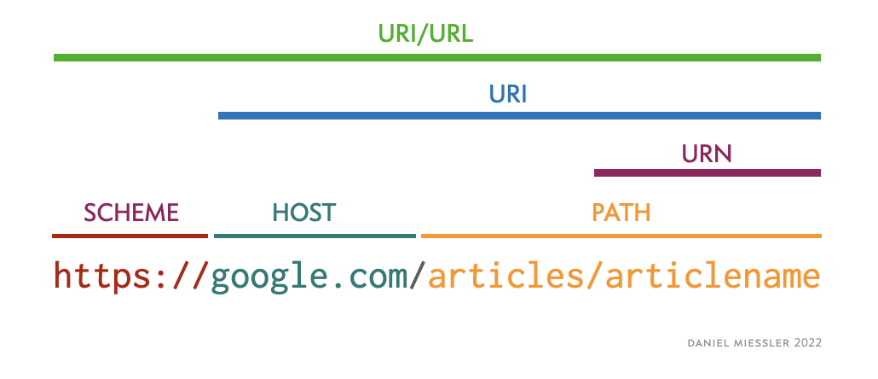 URI/URL
URI
URN
SCHEME HOST PATH
https://google.com/articles/articlename
DANIEL MIESSLER 2022